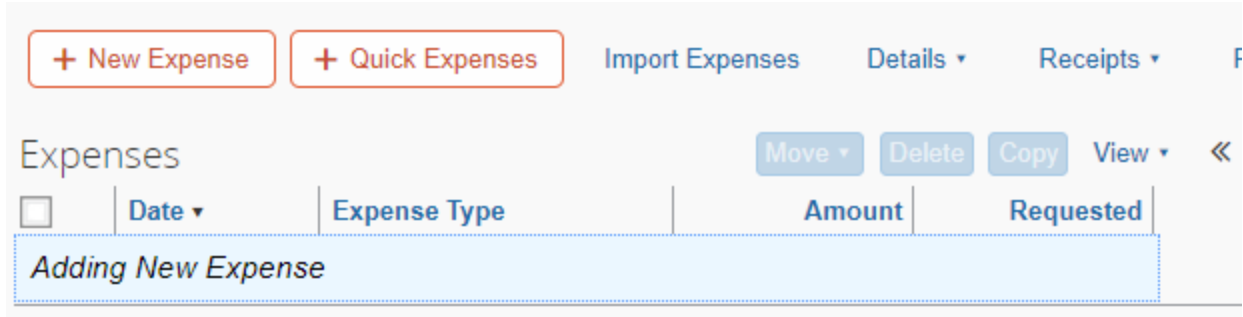 + New Expense + Quick Expenses Import Expenses Details Receipts
Expenses Move Delete Copy View
Date Expense Type Amount Requested
Adding New Expense